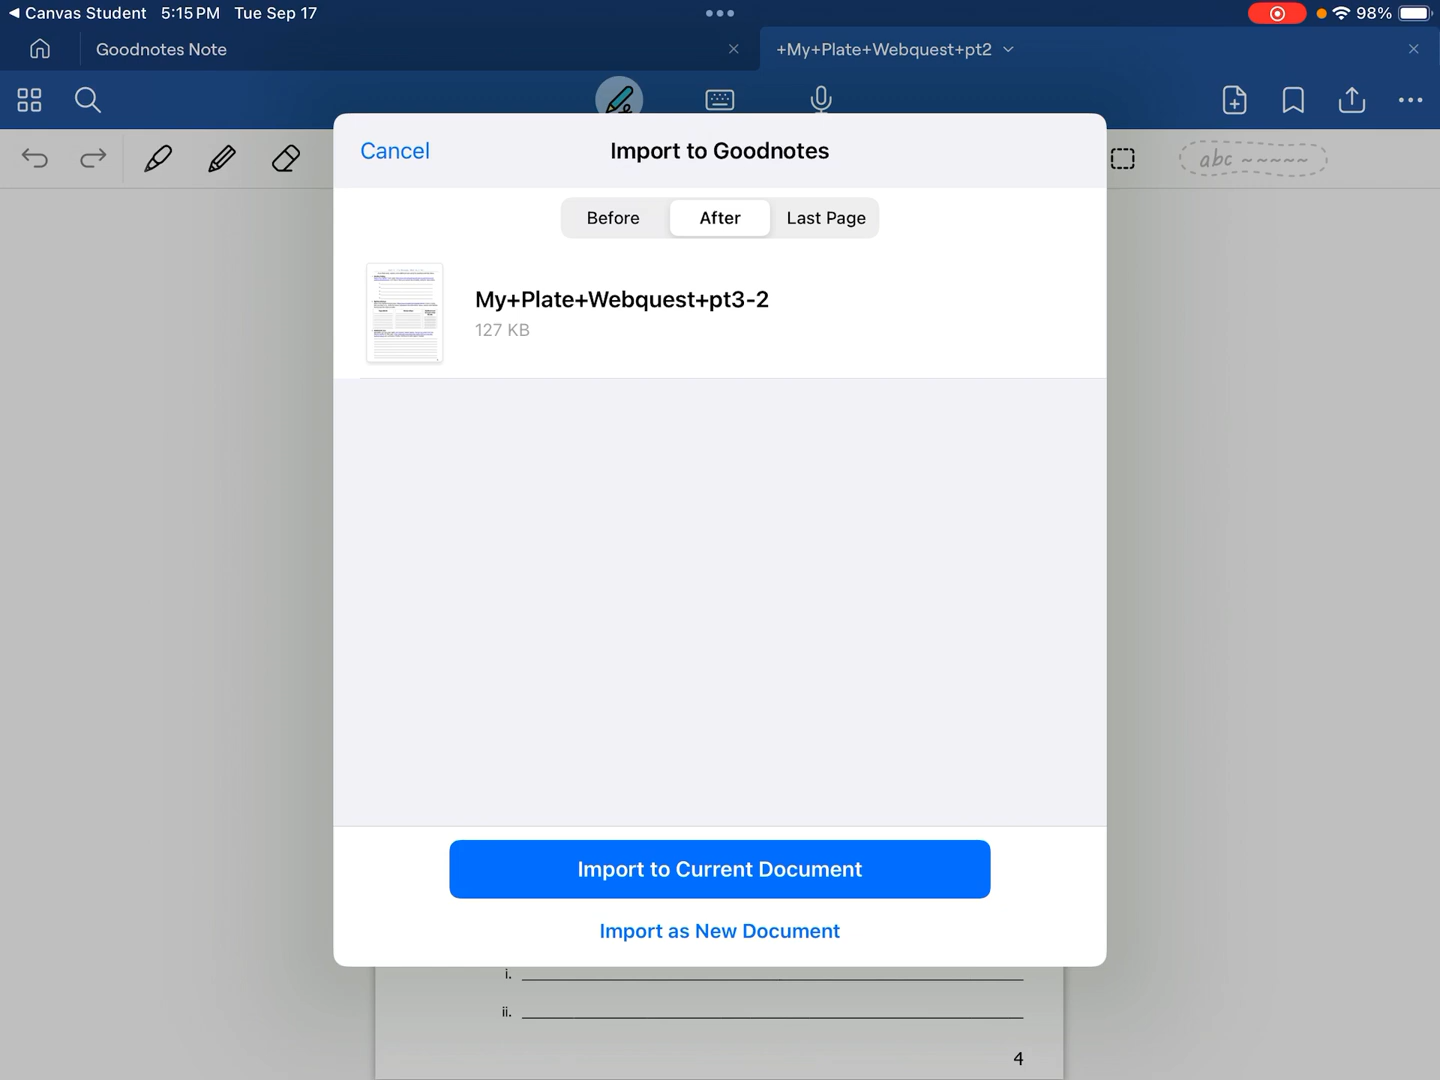 ◀ Canvas Student 5:15 PM Tue Sep 17
98%
Goodnotes Note
+My+Plate+Webquest+pt2
abc
Cancel
Import to Goodnotes
Before
After
Last Page
My+Plate+Webquest+pt3-2
127 KB
Import to Current Document
Import as New Document
i.
ii.
4